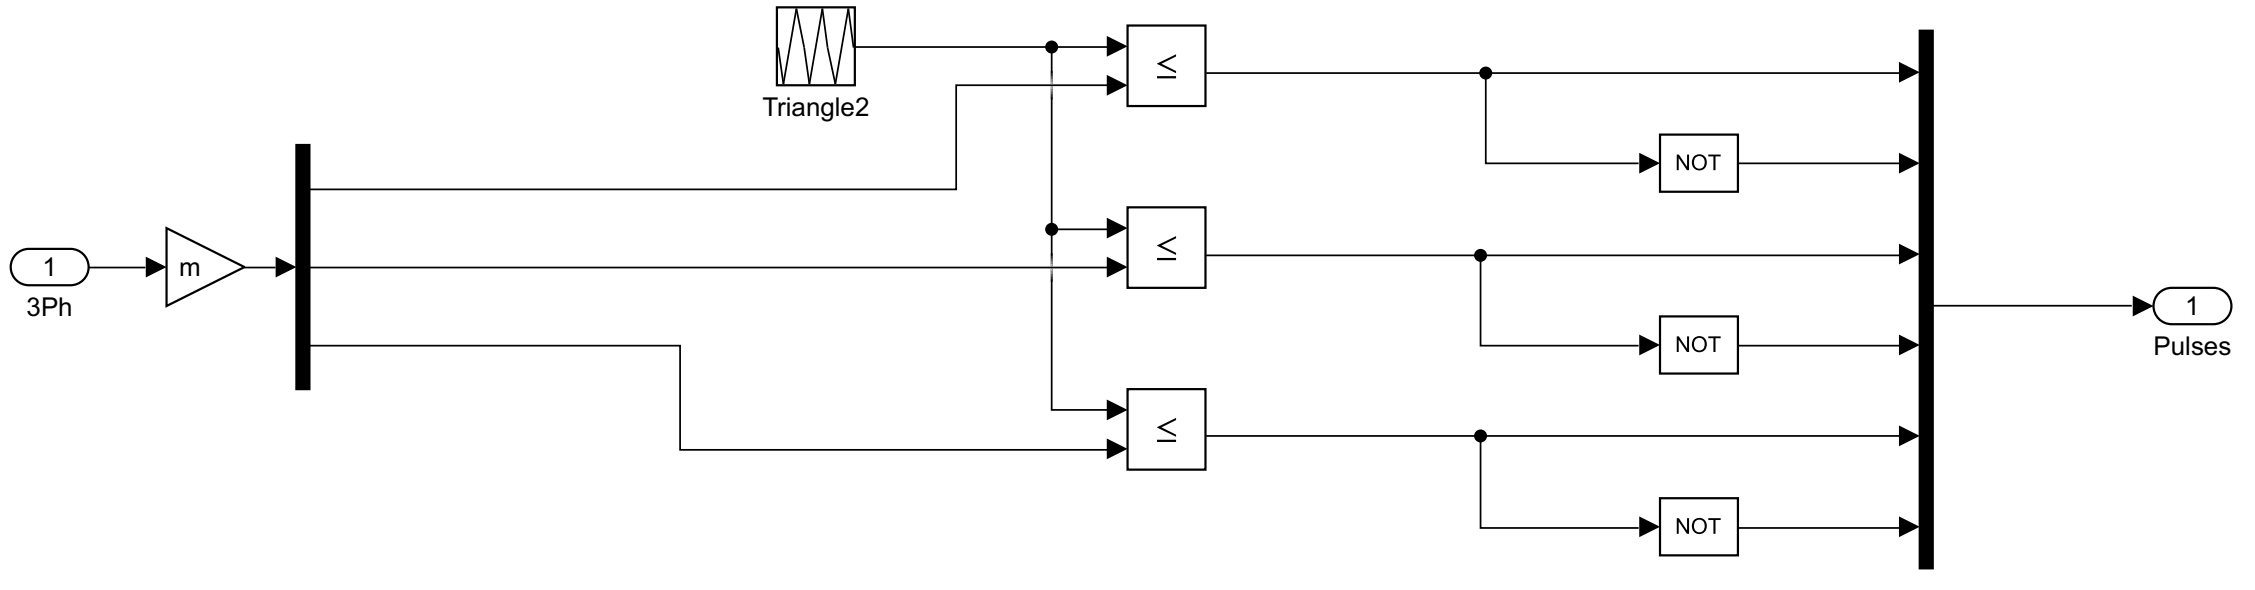 Triangle2
≤
NOT
1
3Ph
m
≤
NOT
1
Pulses
≤
NOT